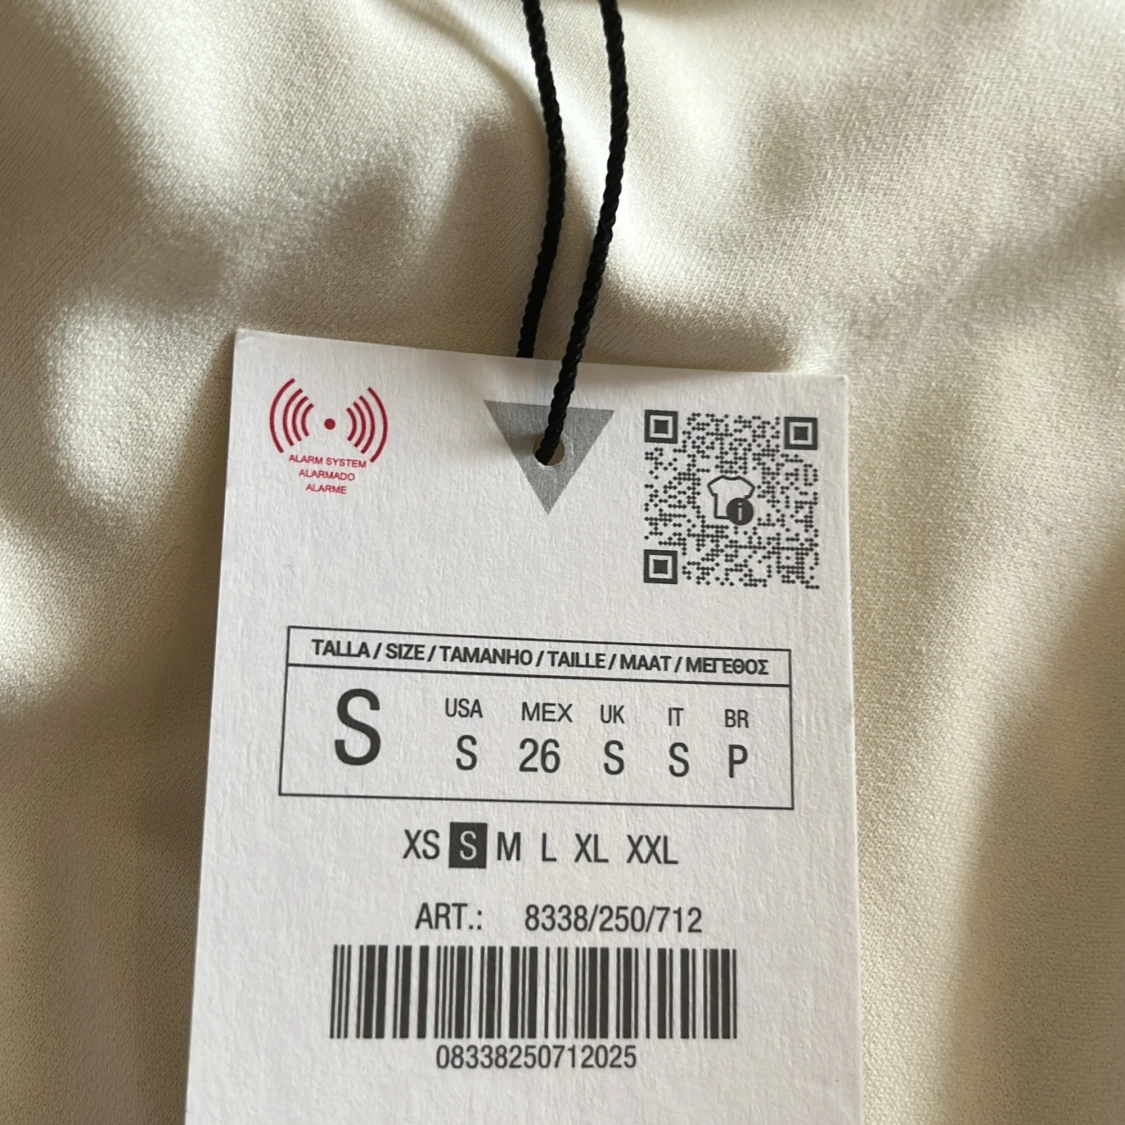 ALARM SYSTEM
ALARMADO
ALARME
TALLA / SIZE / TAMANHO / TAILLE / MAAT / ΜΕΓΕΘΟΣ
S
USA MEX UK IT BR
S 26 S S P
XS S M L XL XXL
ART.: 8338/250/712
08338250712025